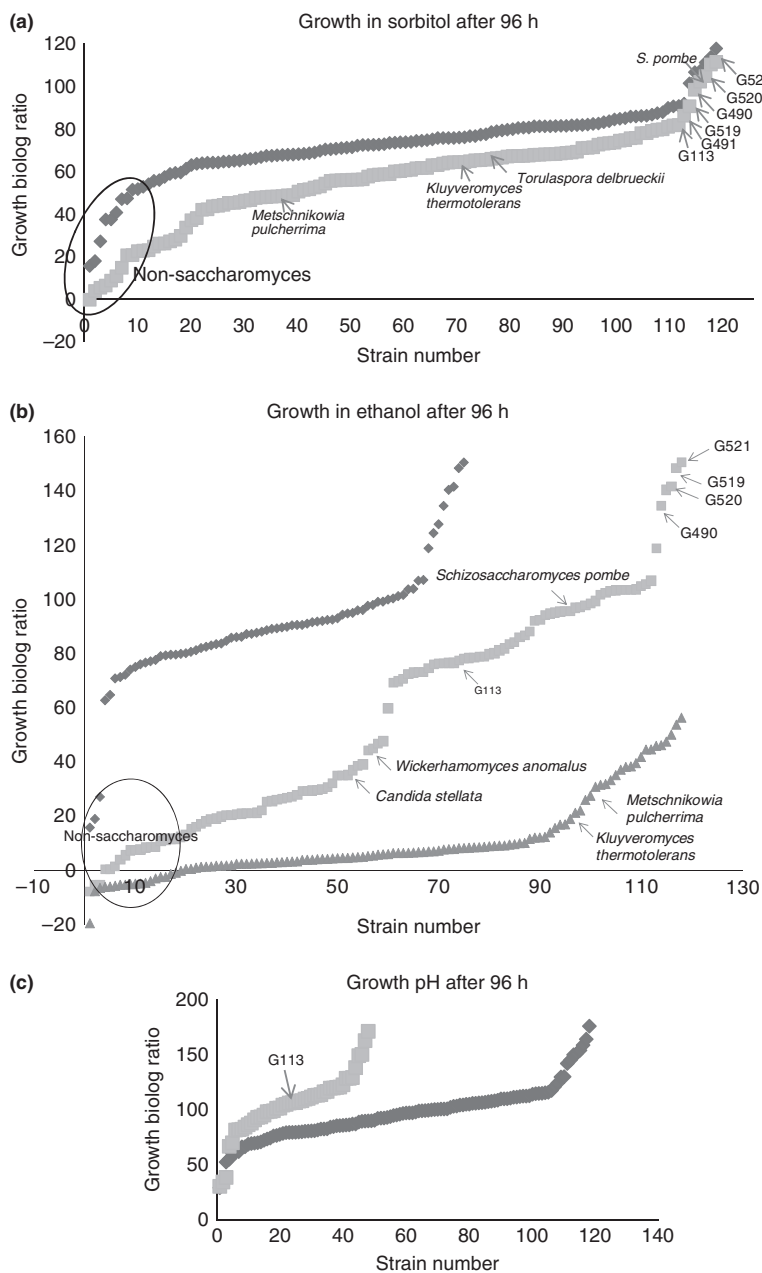 (a)
Growth in sorbitol after 96 h
Growth biolog ratio
120
100
80
60
40
20
0
–20
S. pombe
G52
G520
G490
G519
G491
G113
Torulaspora delbrueckii
Kluyveromyces
thermotolerans
Metschnikowia
pulcherrima
Non-saccharomyces
0 10 20 30 40 50 60 70 80 90 100 110 120
Strain number
(b)
Growth in ethanol after 96 h
Growth biolog ratio
160
140
120
100
80
60
40
20
0
–20
G521
G519
G520
G490
Schizosaccharomyces pombe
G113
Wickerhamomyces anomalus
Candida stellata
Metschnikowia
pulcherrima
Kluyveromyces
thermotolerans
Non-saccharomyces
–10 10 30 50 70 90 110 130
Strain number
(c)
Growth pH after 96 h
Growth biolog ratio
200
150
100
50
0
G113
0 20 40 60 80 100 120 140
Strain number